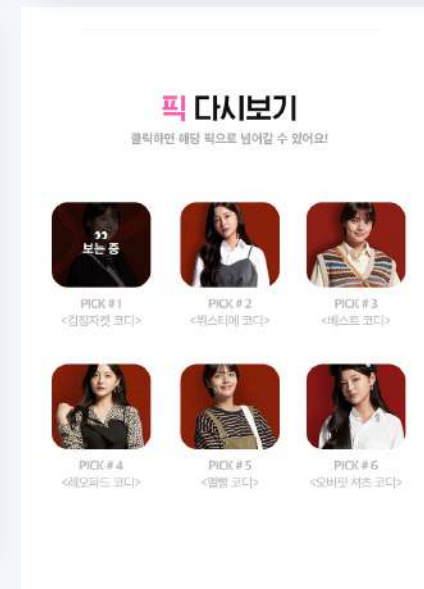 픽 다시보기
클릭하면 해당 픽으로 넘어갈 수 있어요!
보는 중
PICK # 1
<검정자켓 코디>
PICK # 2
<뷔스티에 코디>
PICK # 3
<베스트 코디>
PICK # 4
<레오파드 코디>
PICK # 5
<멜빵 코디>
PICK # 6
<오버핏 셔츠 코디>